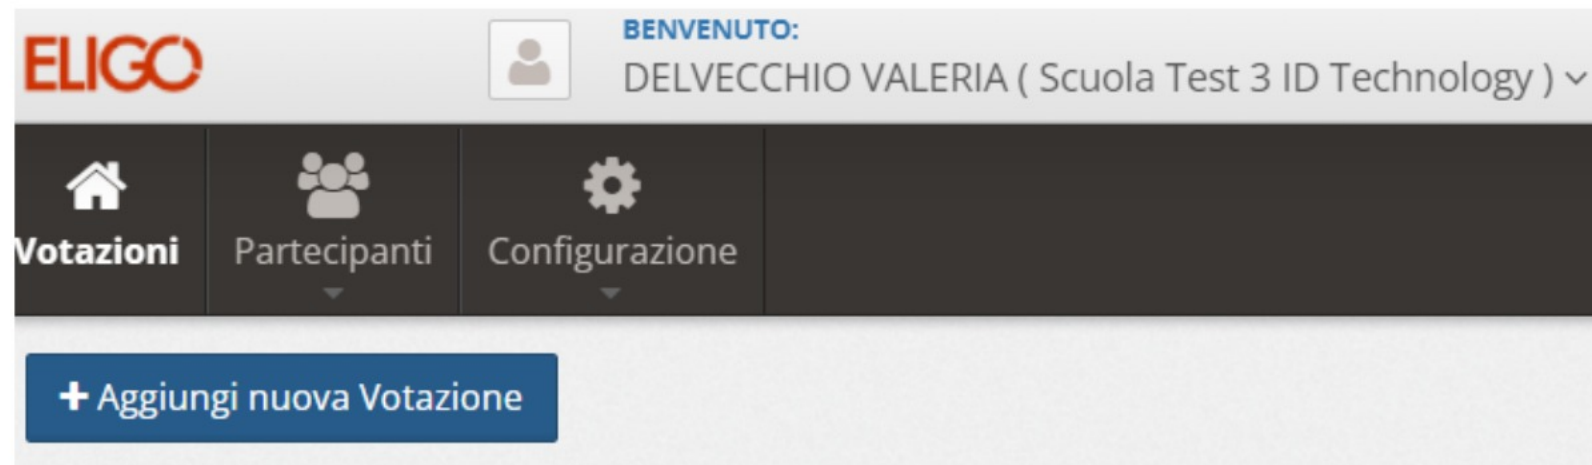 ELIGO
BENVENUTO:
DELVECCHIO VALERIA ( Scuola Test 3 ID Technology )
Votazioni
Partecipanti
Configurazione
+ Aggiungi nuova Votazione